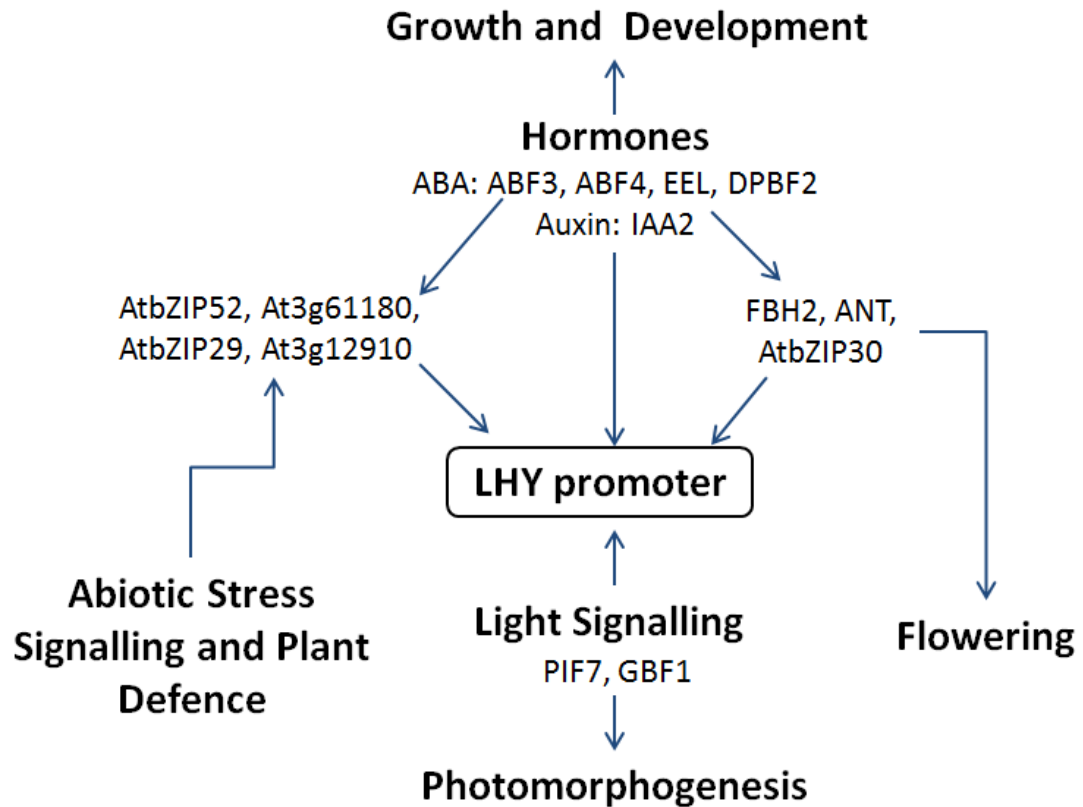 Growth and Development
Hormones
ABA: ABF3, ABF4, EEL, DPBF2
Auxin: IAA2
AtbZIP52, At3g61180,
AtbZIP29, At3g12910
FBH2, ANT,
AtbZIP30
LHY promoter
Abiotic Stress
Signalling and Plant
Defence
Light Signalling
PIF7, GBF1
Flowering
Photomorphogenesis